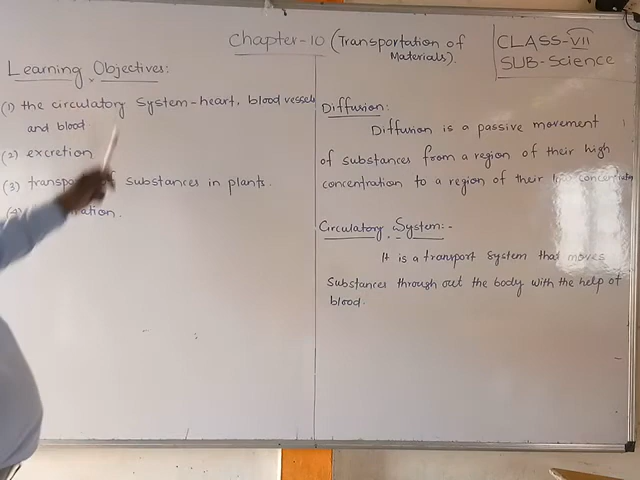 Chapter-10 (Transportation of Materials).
CLASS-VII
SUB-Science
Learning Objectives:
(1) the circulatory System-heart, blood vessels
and blood
(2) excretion
(3) of substances in plants.
Diffusion:
Diffusion is a passive movement
of substances from a region of their high
concentration to a region of their low concentration
Circulatory System:-
It is a transport System that moves
Substances through out the body with the help of
blood.